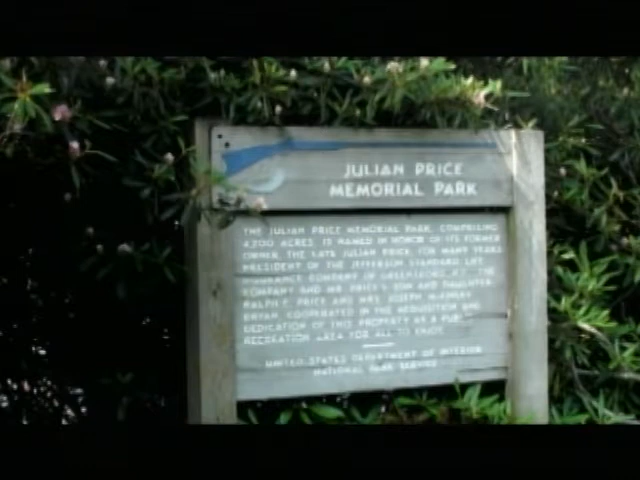 JULIAN PRICE
MEMORIAL PARK
THE JULIAN PRICE MEMORIAL PARK, COMPRISING
4,200 ACRES, IS NAMED IN HONOR OF ITS FORMER
OWNER, THE LATE JULIAN PRICE, FOR MANY YEARS
PRESIDENT OF THE JEFFERSON STANDARD LIFE
INSURANCE COMPANY OF GREENSBORO, N.C. THE
COMPANY AND MR. PRICE'S SON AND DAUGHTER
RALPH C. PRICE AND MRS. JOSEPH
BRYAN, COOPERATED IN THE ACQUISITION AND
DEDICATION OF THIS PROPERTY AS A PUBLIC
RECREATION AREA FOR ALL TO ENJOY.
UNITED STATES DEPARTMENT OF INTERIOR
NATIONAL PARK SERVICE